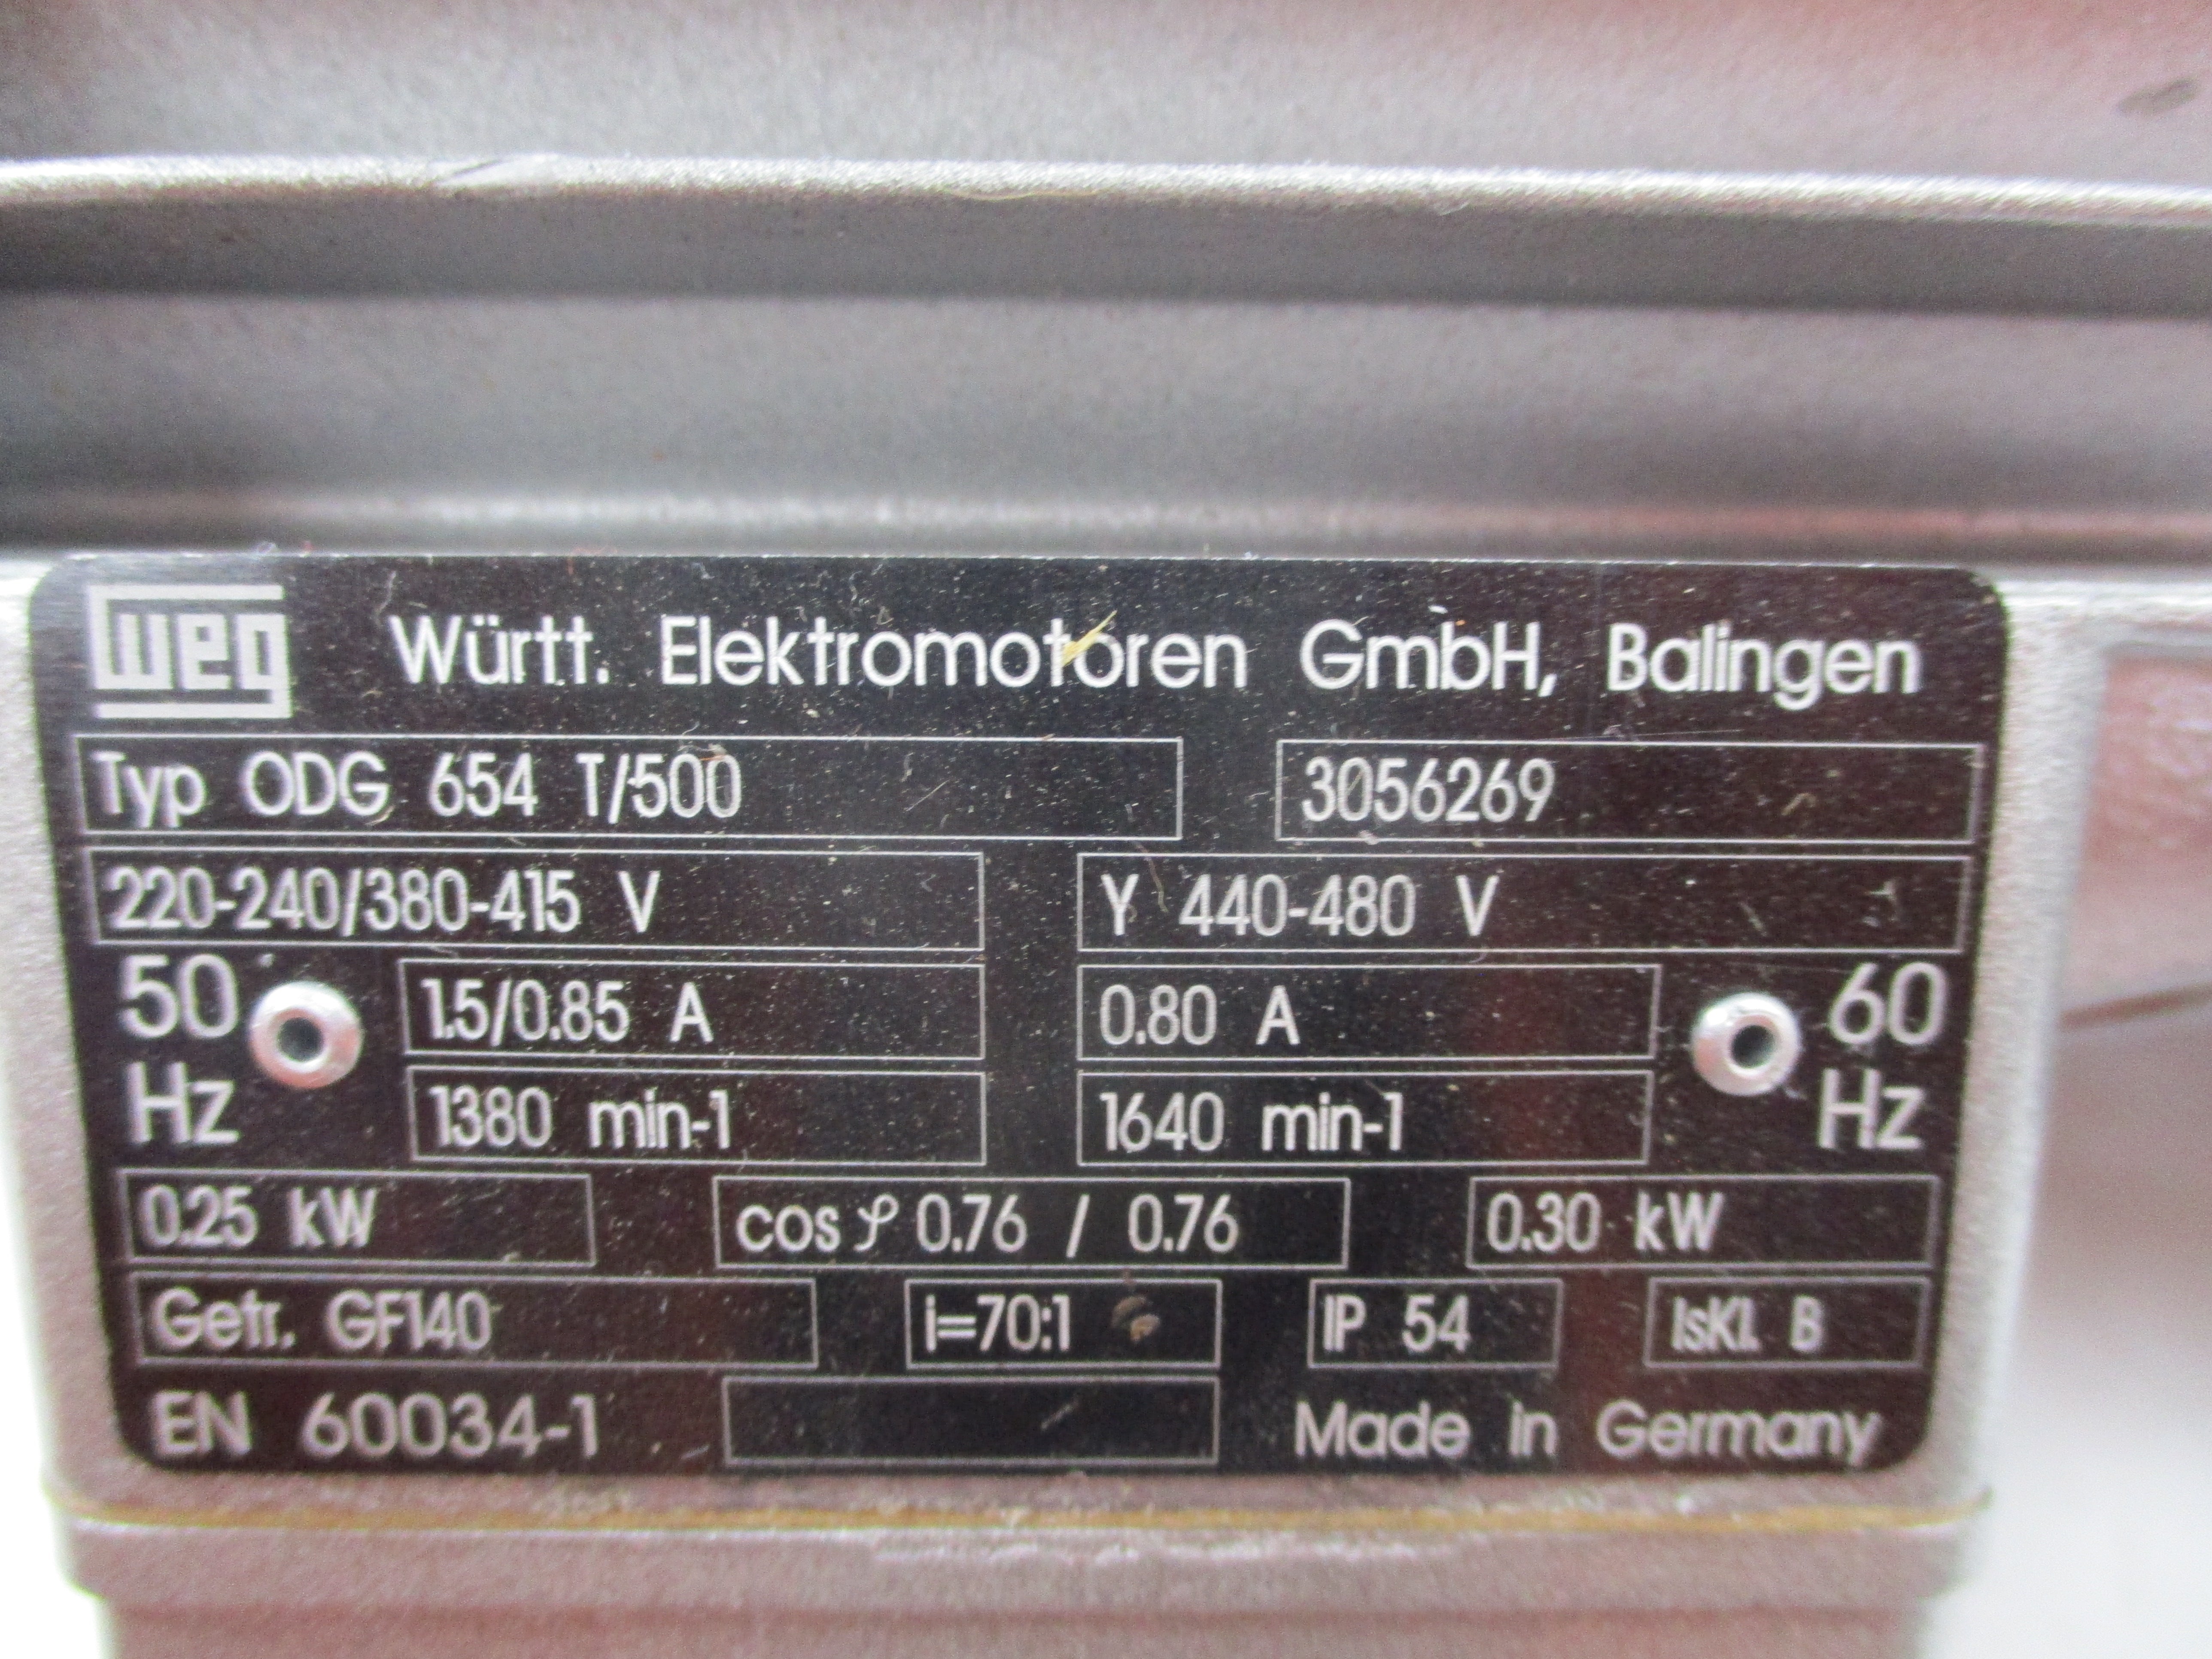 weg Württ. Elektromotoren GmbH, Balingen
Typ ODG 654 T/500 3056269
220-240/380-415 V Y 440-480 V
50 Hz 1.5/0.85 A 0.80 A 60 Hz
1380 min-1 1640 min-1
0.25 kW cos φ 0.76 / 0.76 0.30 kW
Getr. GF140 i=70:1 IP 54 IsKl. B
EN 60034-1 Made in Germany